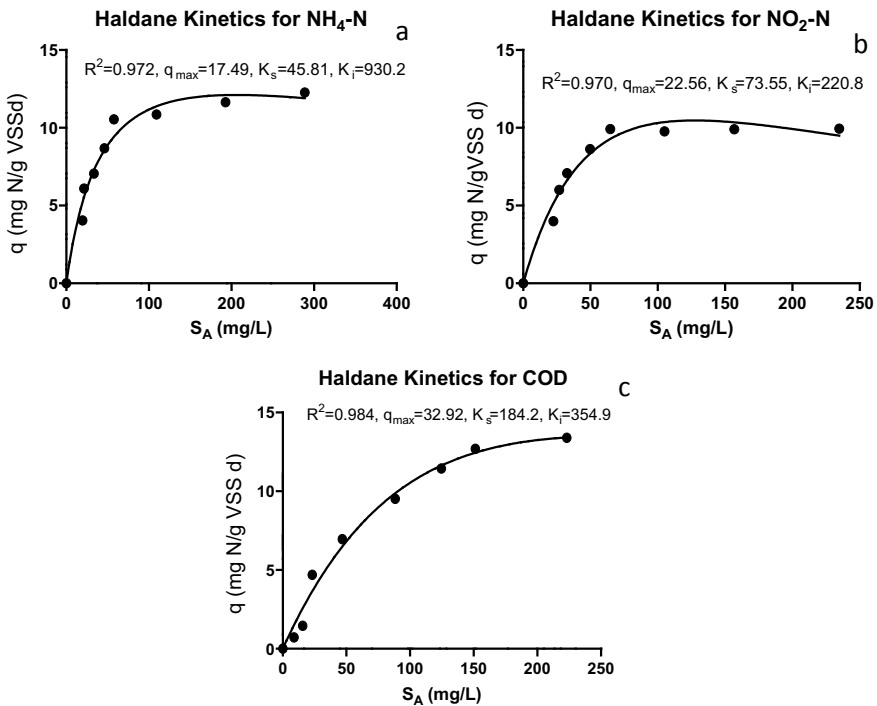 Haldane Kinetics for NH₄-N
a
R²=0.972, qmax=17.49, Ks=45.81, Ki=930.2
q (mg N/g VSSd)
15
10
5
0
0 100 200 300 400
S_A (mg/L)
Haldane Kinetics for NO₂-N
b
R²=0.970, qmax=22.56, Ks=73.55, Ki=220.8
q (mg N/gVSS d)
15
10
5
0
0 50 100 150 200 250
S_A (mg/L)
Haldane Kinetics for COD
c
R²=0.984, qmax=32.92, Ks=184.2, Ki=354.9
q (mg N/g VSS d)
15
10
5
0
0 50 100 150 200 250
S_A (mg/L)